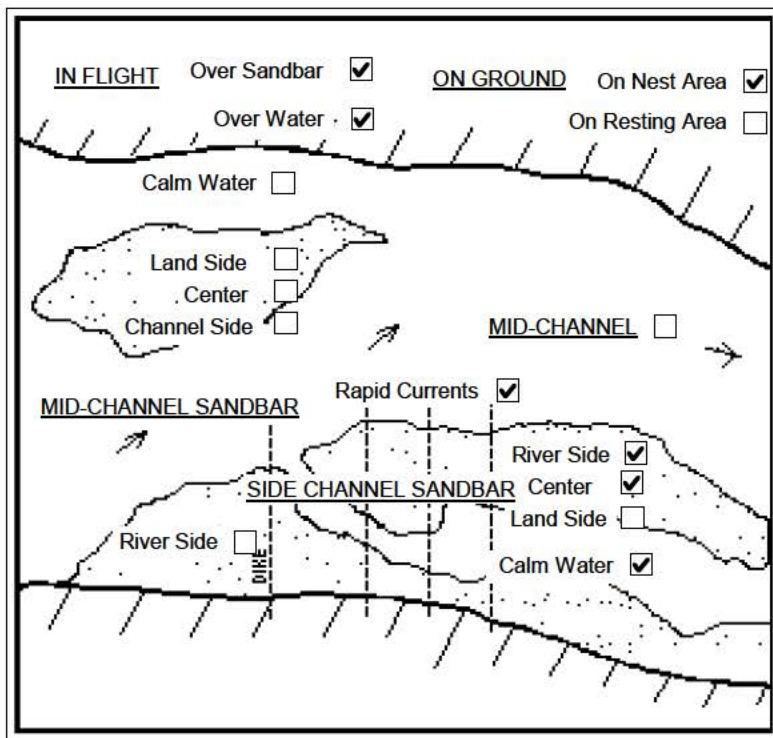 IN FLIGHT Over Sandbar ON GROUND On Nest Area
Over Water On Resting Area
Calm Water
Land Side
Center
Channel Side
MID-CHANNEL
Rapid Currents
MID-CHANNEL SANDBAR
River Side
SIDE CHANNEL SANDBAR Center
Land Side
River Side
DIKE
Calm Water